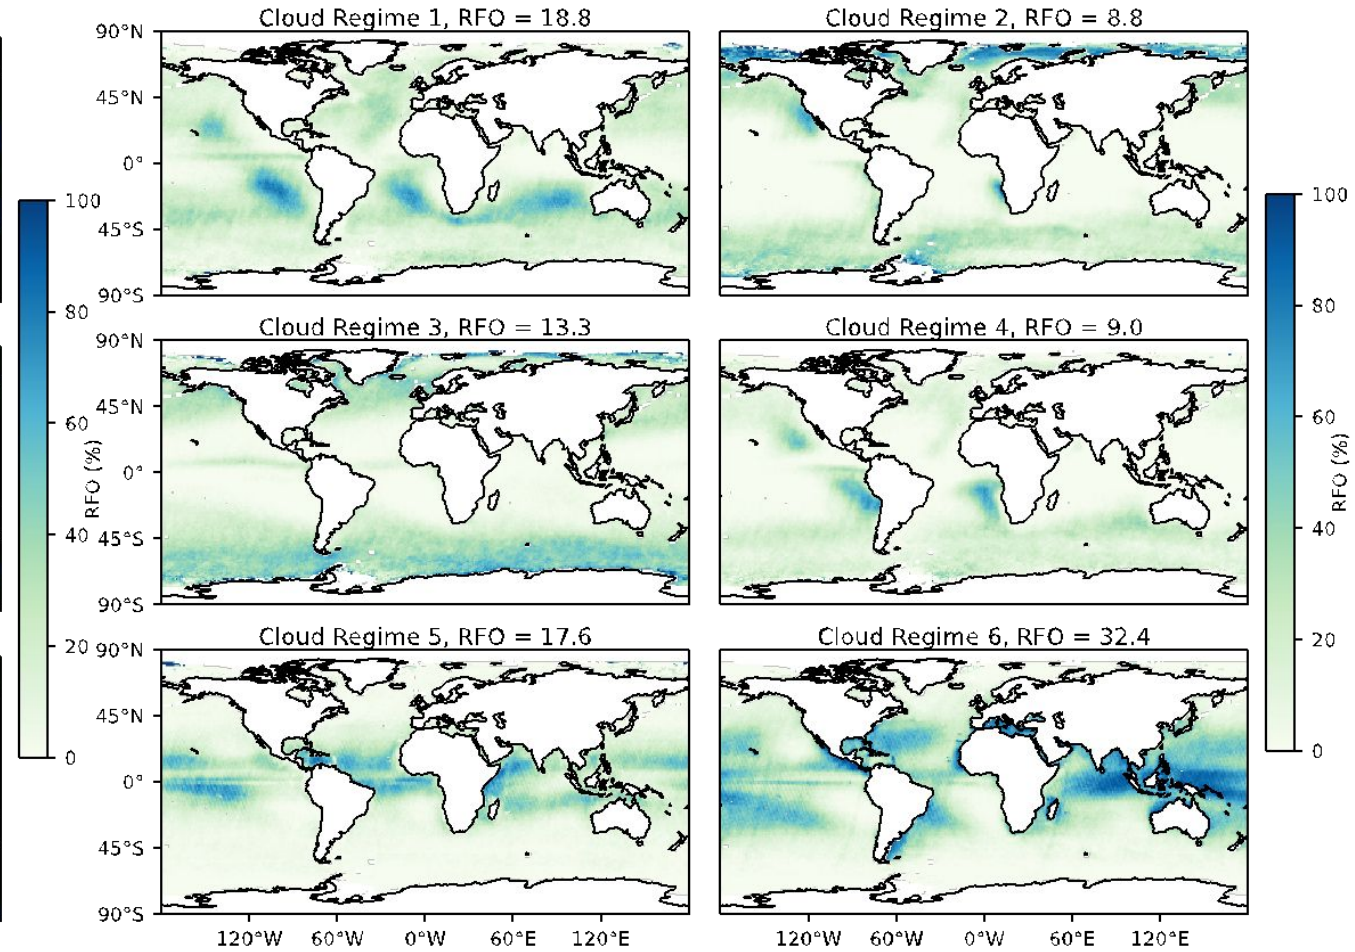 Cloud Regime 1, RFO = 18.8
Cloud Regime 2, RFO = 8.8
90°N
45°N
0°
45°S
90°S
Cloud Regime 3, RFO = 13.3
Cloud Regime 4, RFO = 9.0
90°N
45°N
0°
45°S
90°S
Cloud Regime 5, RFO = 17.6
Cloud Regime 6, RFO = 32.4
90°N
45°N
0°
45°S
90°S
120°W 60°W 0°W 60°E 120°E
120°W 60°W 0°W 60°E 120°E
100
80
60
40
20
0
RFO (%)
100
80
60
40
20
0
RFO (%)